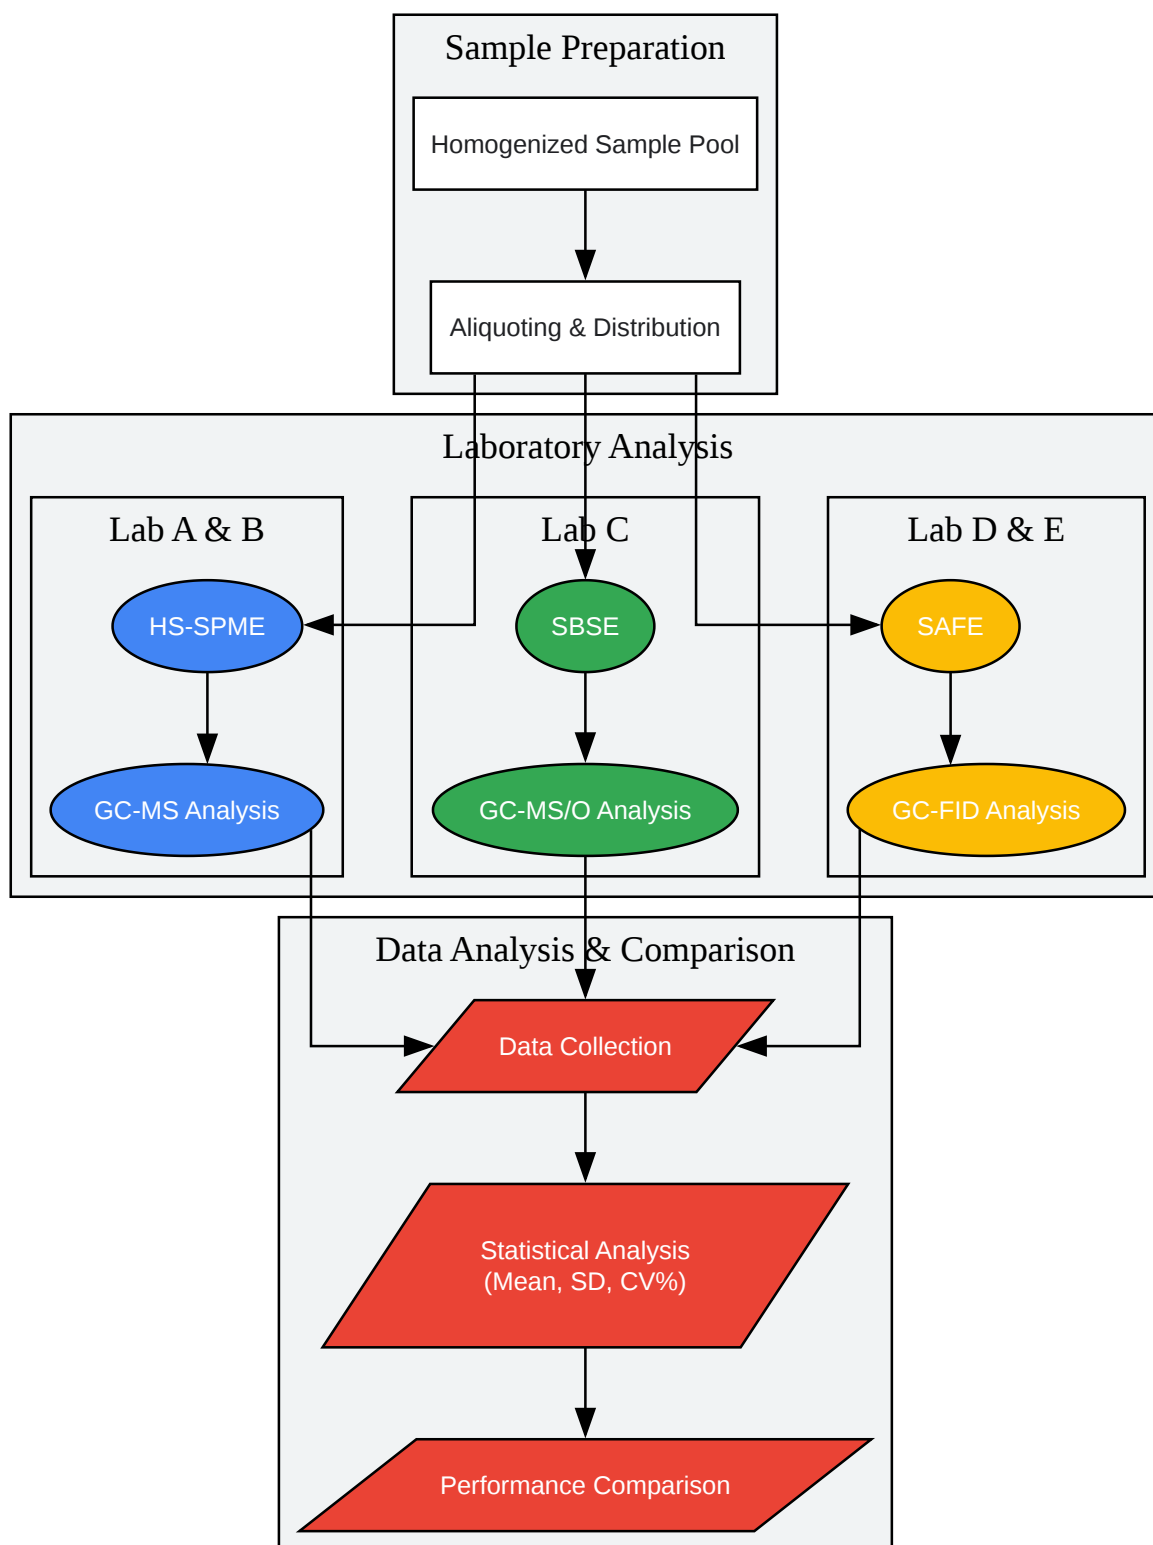 Sample Preparation
Homogenized Sample Pool
Aliquoting & Distribution
Laboratory Analysis
Lab A & B
Lab C
Lab D & E
HS-SPME
SBSE
SAFE
GC-MS Analysis
GC-MS/O Analysis
GC-FID Analysis
Data Analysis & Comparison
Data Collection
Statistical Analysis
(Mean, SD, CV%)
Performance Comparison